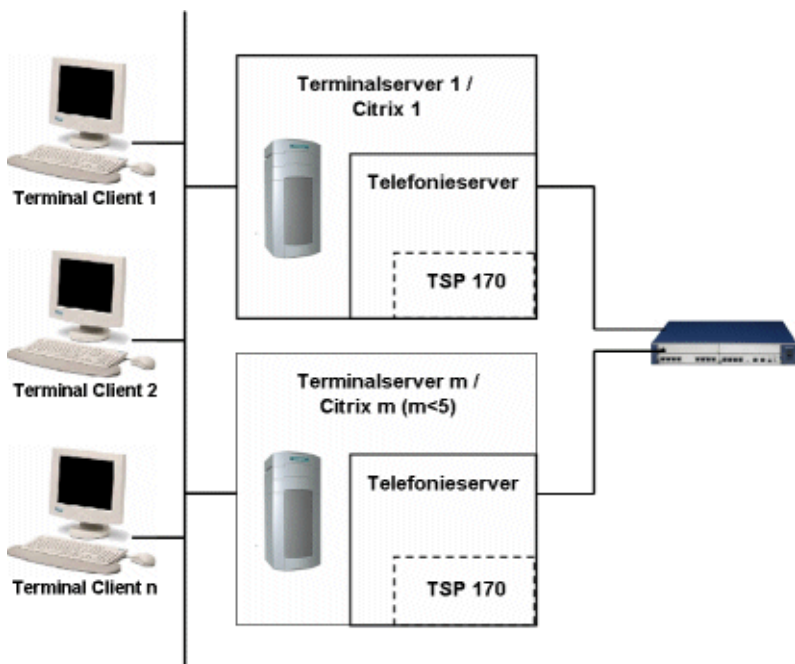 Terminal Client 1
Terminal Client 2
Terminal Client n
Terminalserver 1 /
Citrix 1
Telefonieserver
TSP 170
Terminalserver m /
Citrix m (m<5)
Telefonieserver
TSP 170